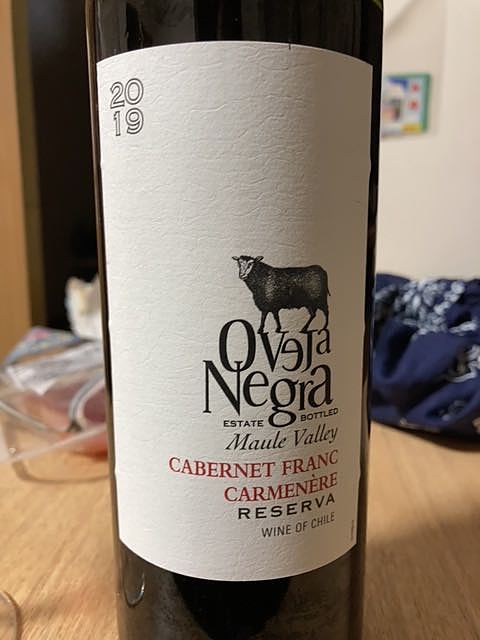 20
19
Oveja
Negra
ESTATE BOTTLED
Maule Valley
CABERNET FRANC
CARMENÈRE
RESERVA
WINE OF CHILE